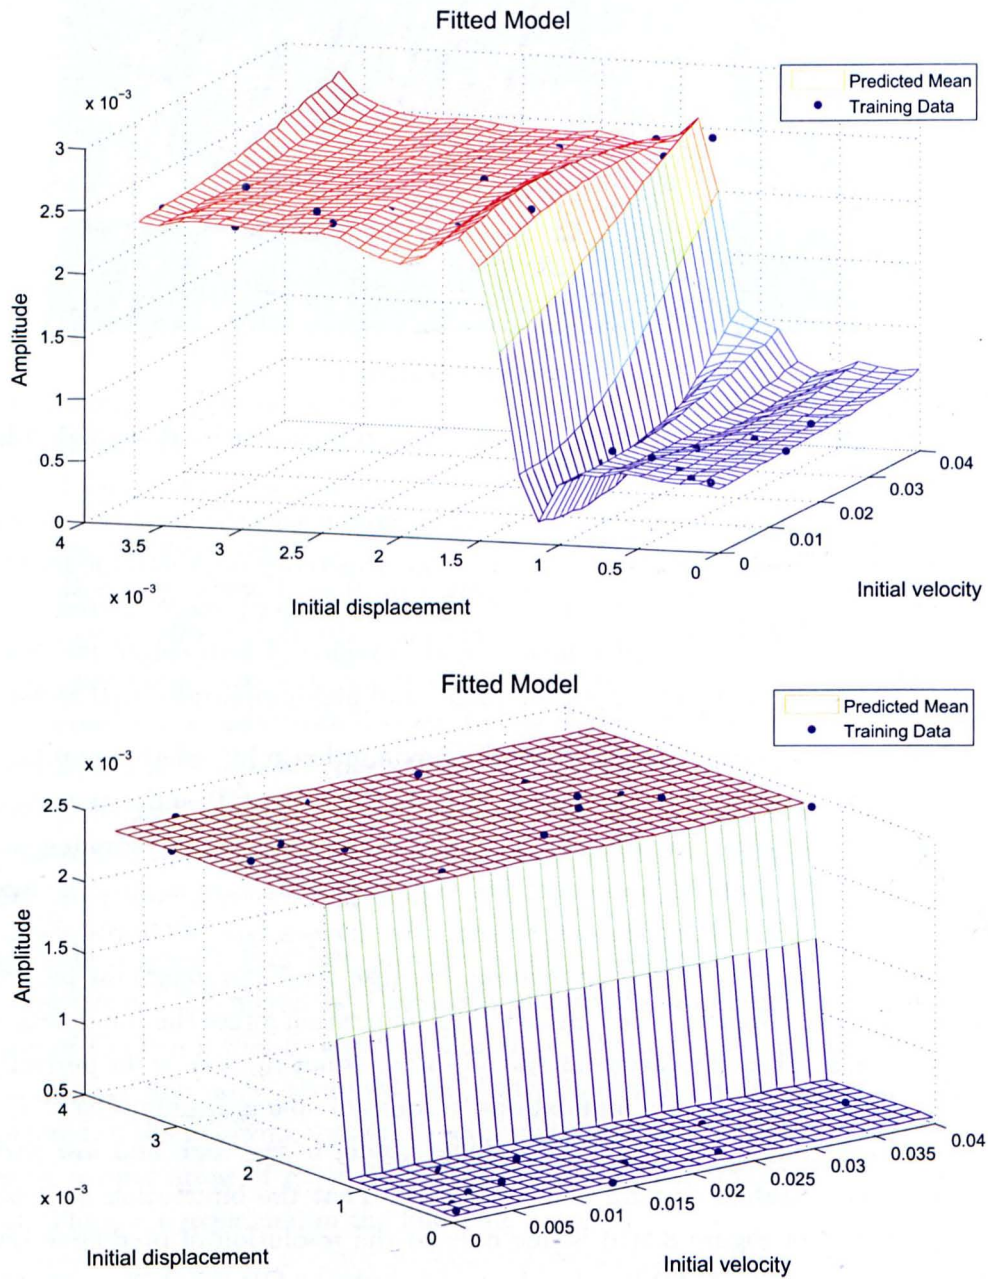 Fitted Model
x 10⁻³
Predicted Mean
Training Data
3
2.5
2
1.5
1
0.5
0
Amplitude
4
3.5
3
2.5
2
1.5
1
0.5
0
x 10⁻³
Initial displacement
0
0.01
0.02
0.03
0.04
Initial velocity
Fitted Model
x 10⁻³
Predicted Mean
Training Data
2.5
2
1.5
1
0.5
Amplitude
4
3
2
1
0
x 10⁻³
Initial displacement
0
0.005
0.01
0.015
0.02
0.025
0.03
0.035
0.04
Initial velocity